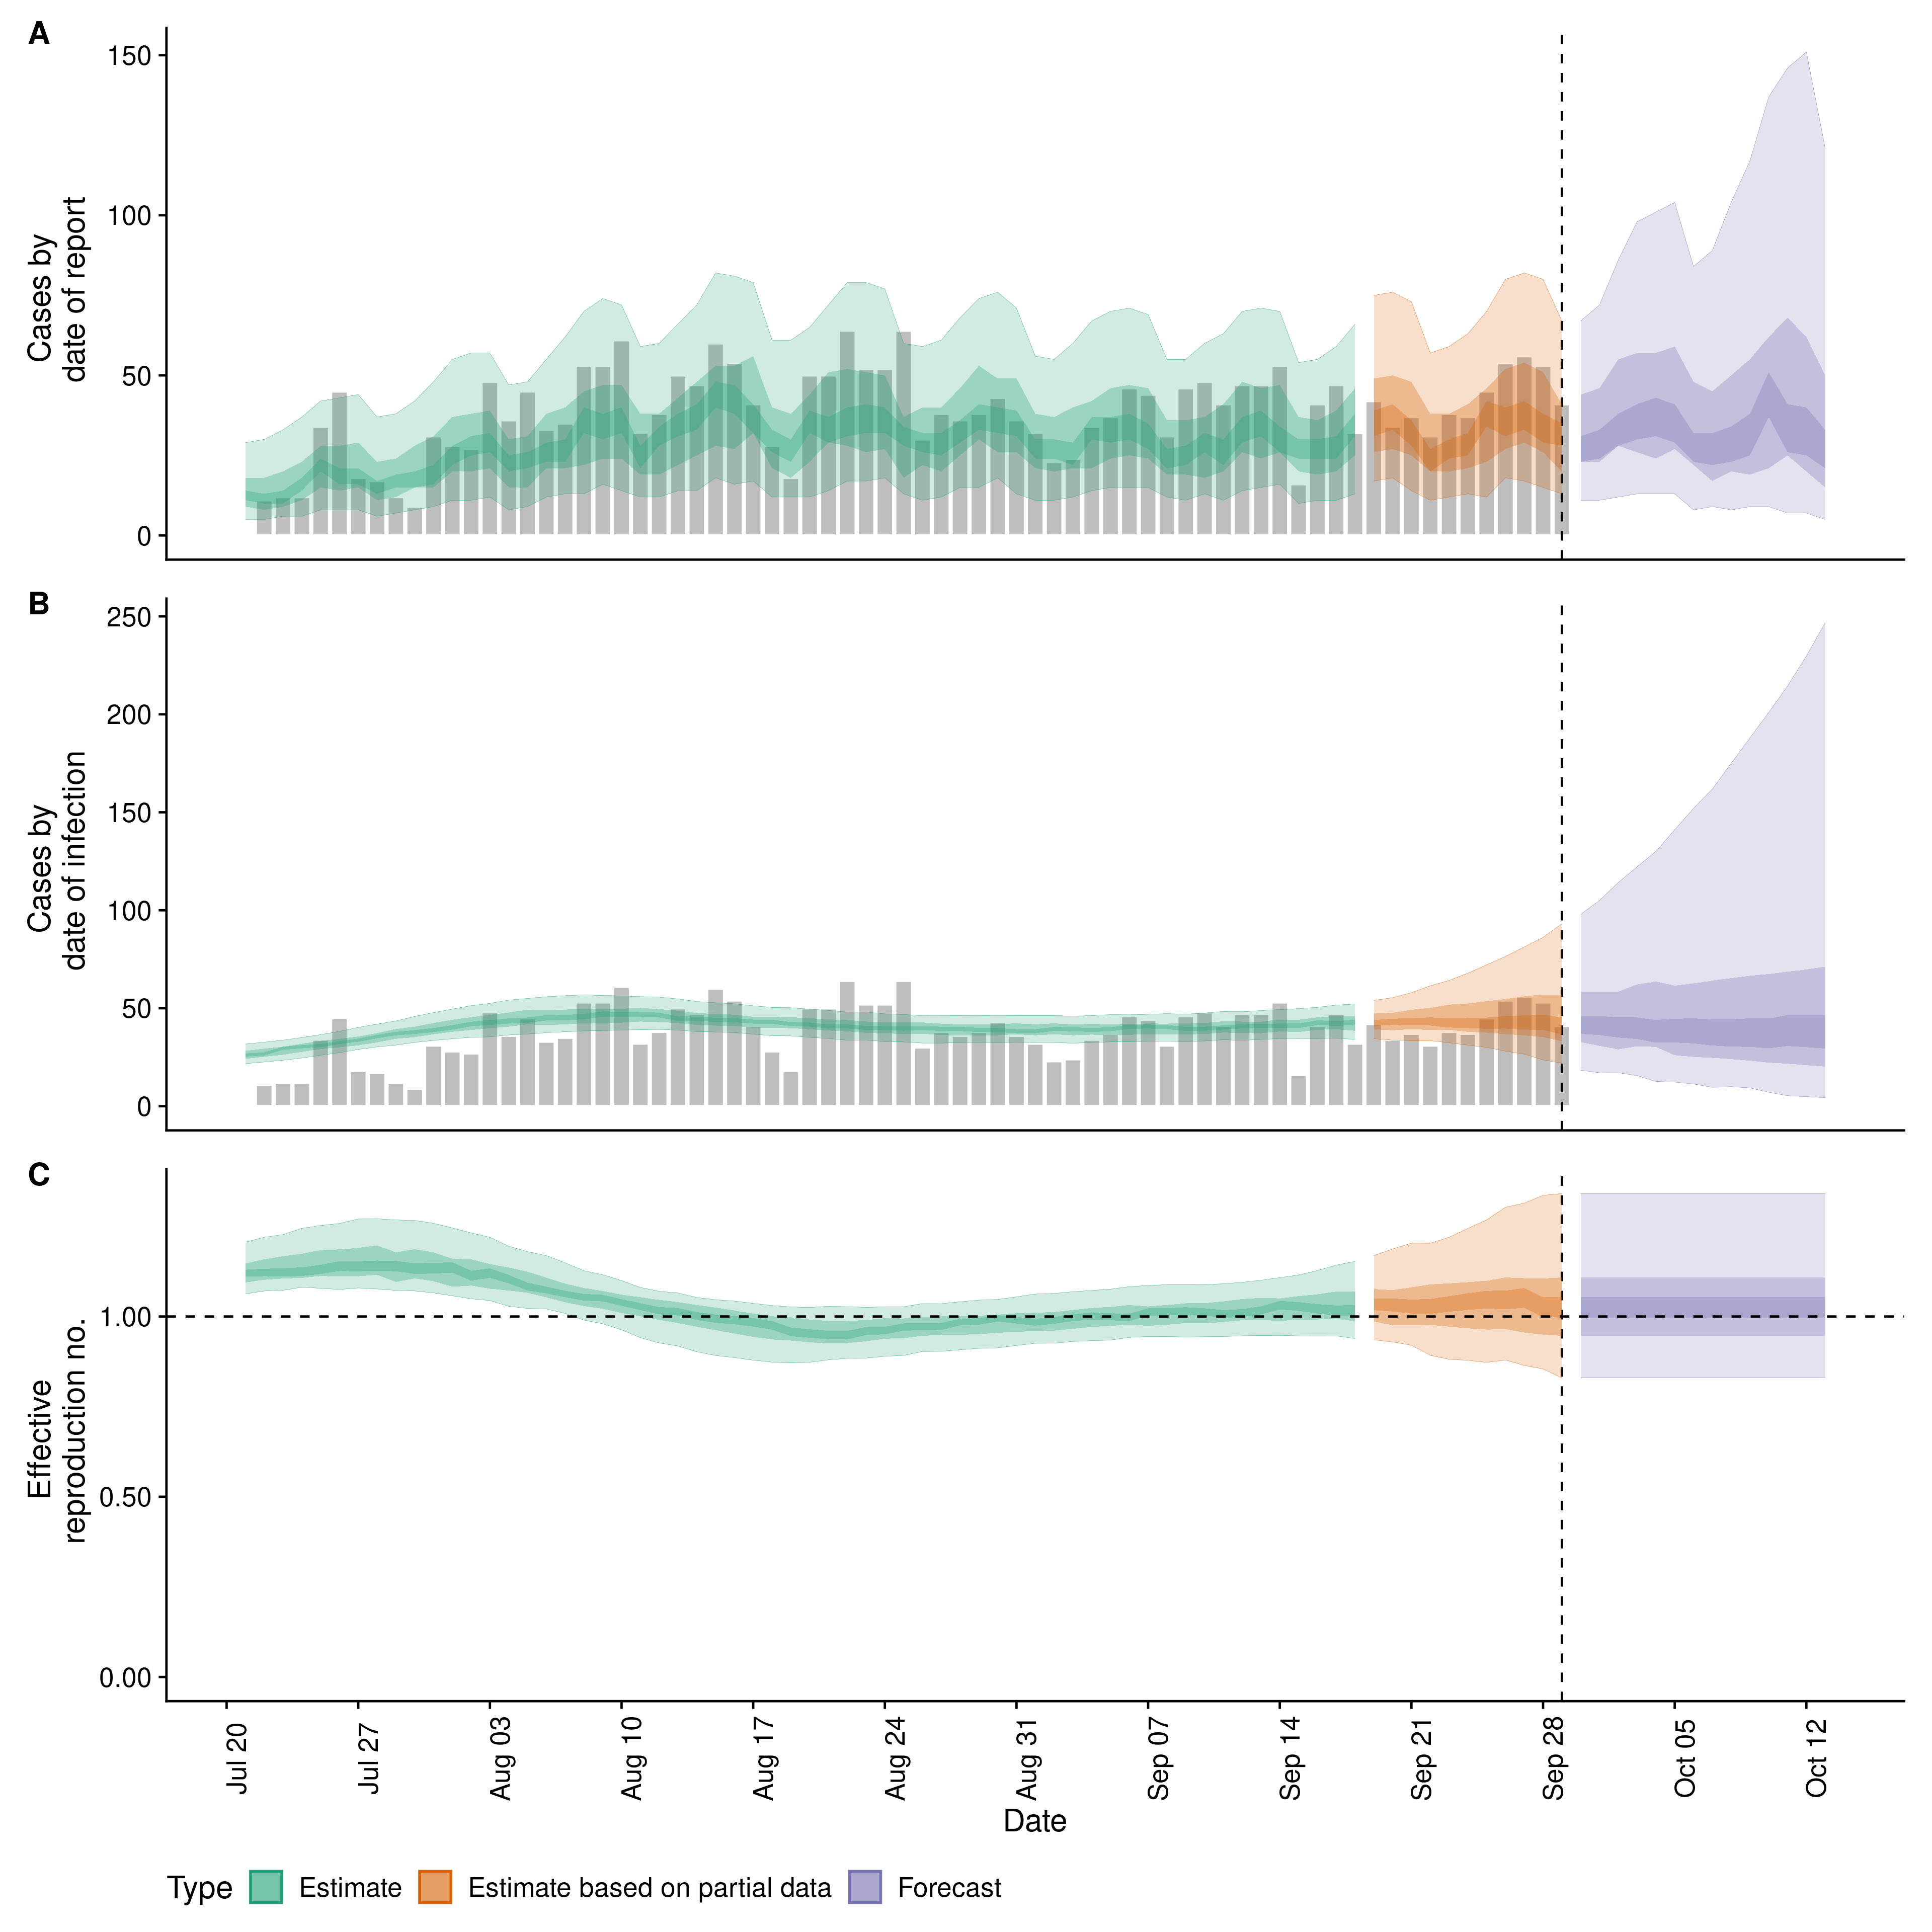 A
150
100
50
0
Cases by
date of report
B
250
200
150
100
50
0
Cases by
date of infection
C
1.00
0.50
0.00
Effective
reproduction no.
Jul 20
Jul 27
Aug 03
Aug 10
Aug 17
Aug 24
Aug 31
Sep 07
Sep 14
Sep 21
Sep 28
Oct 05
Oct 12
Date
Type Estimate Estimate based on partial data Forecast